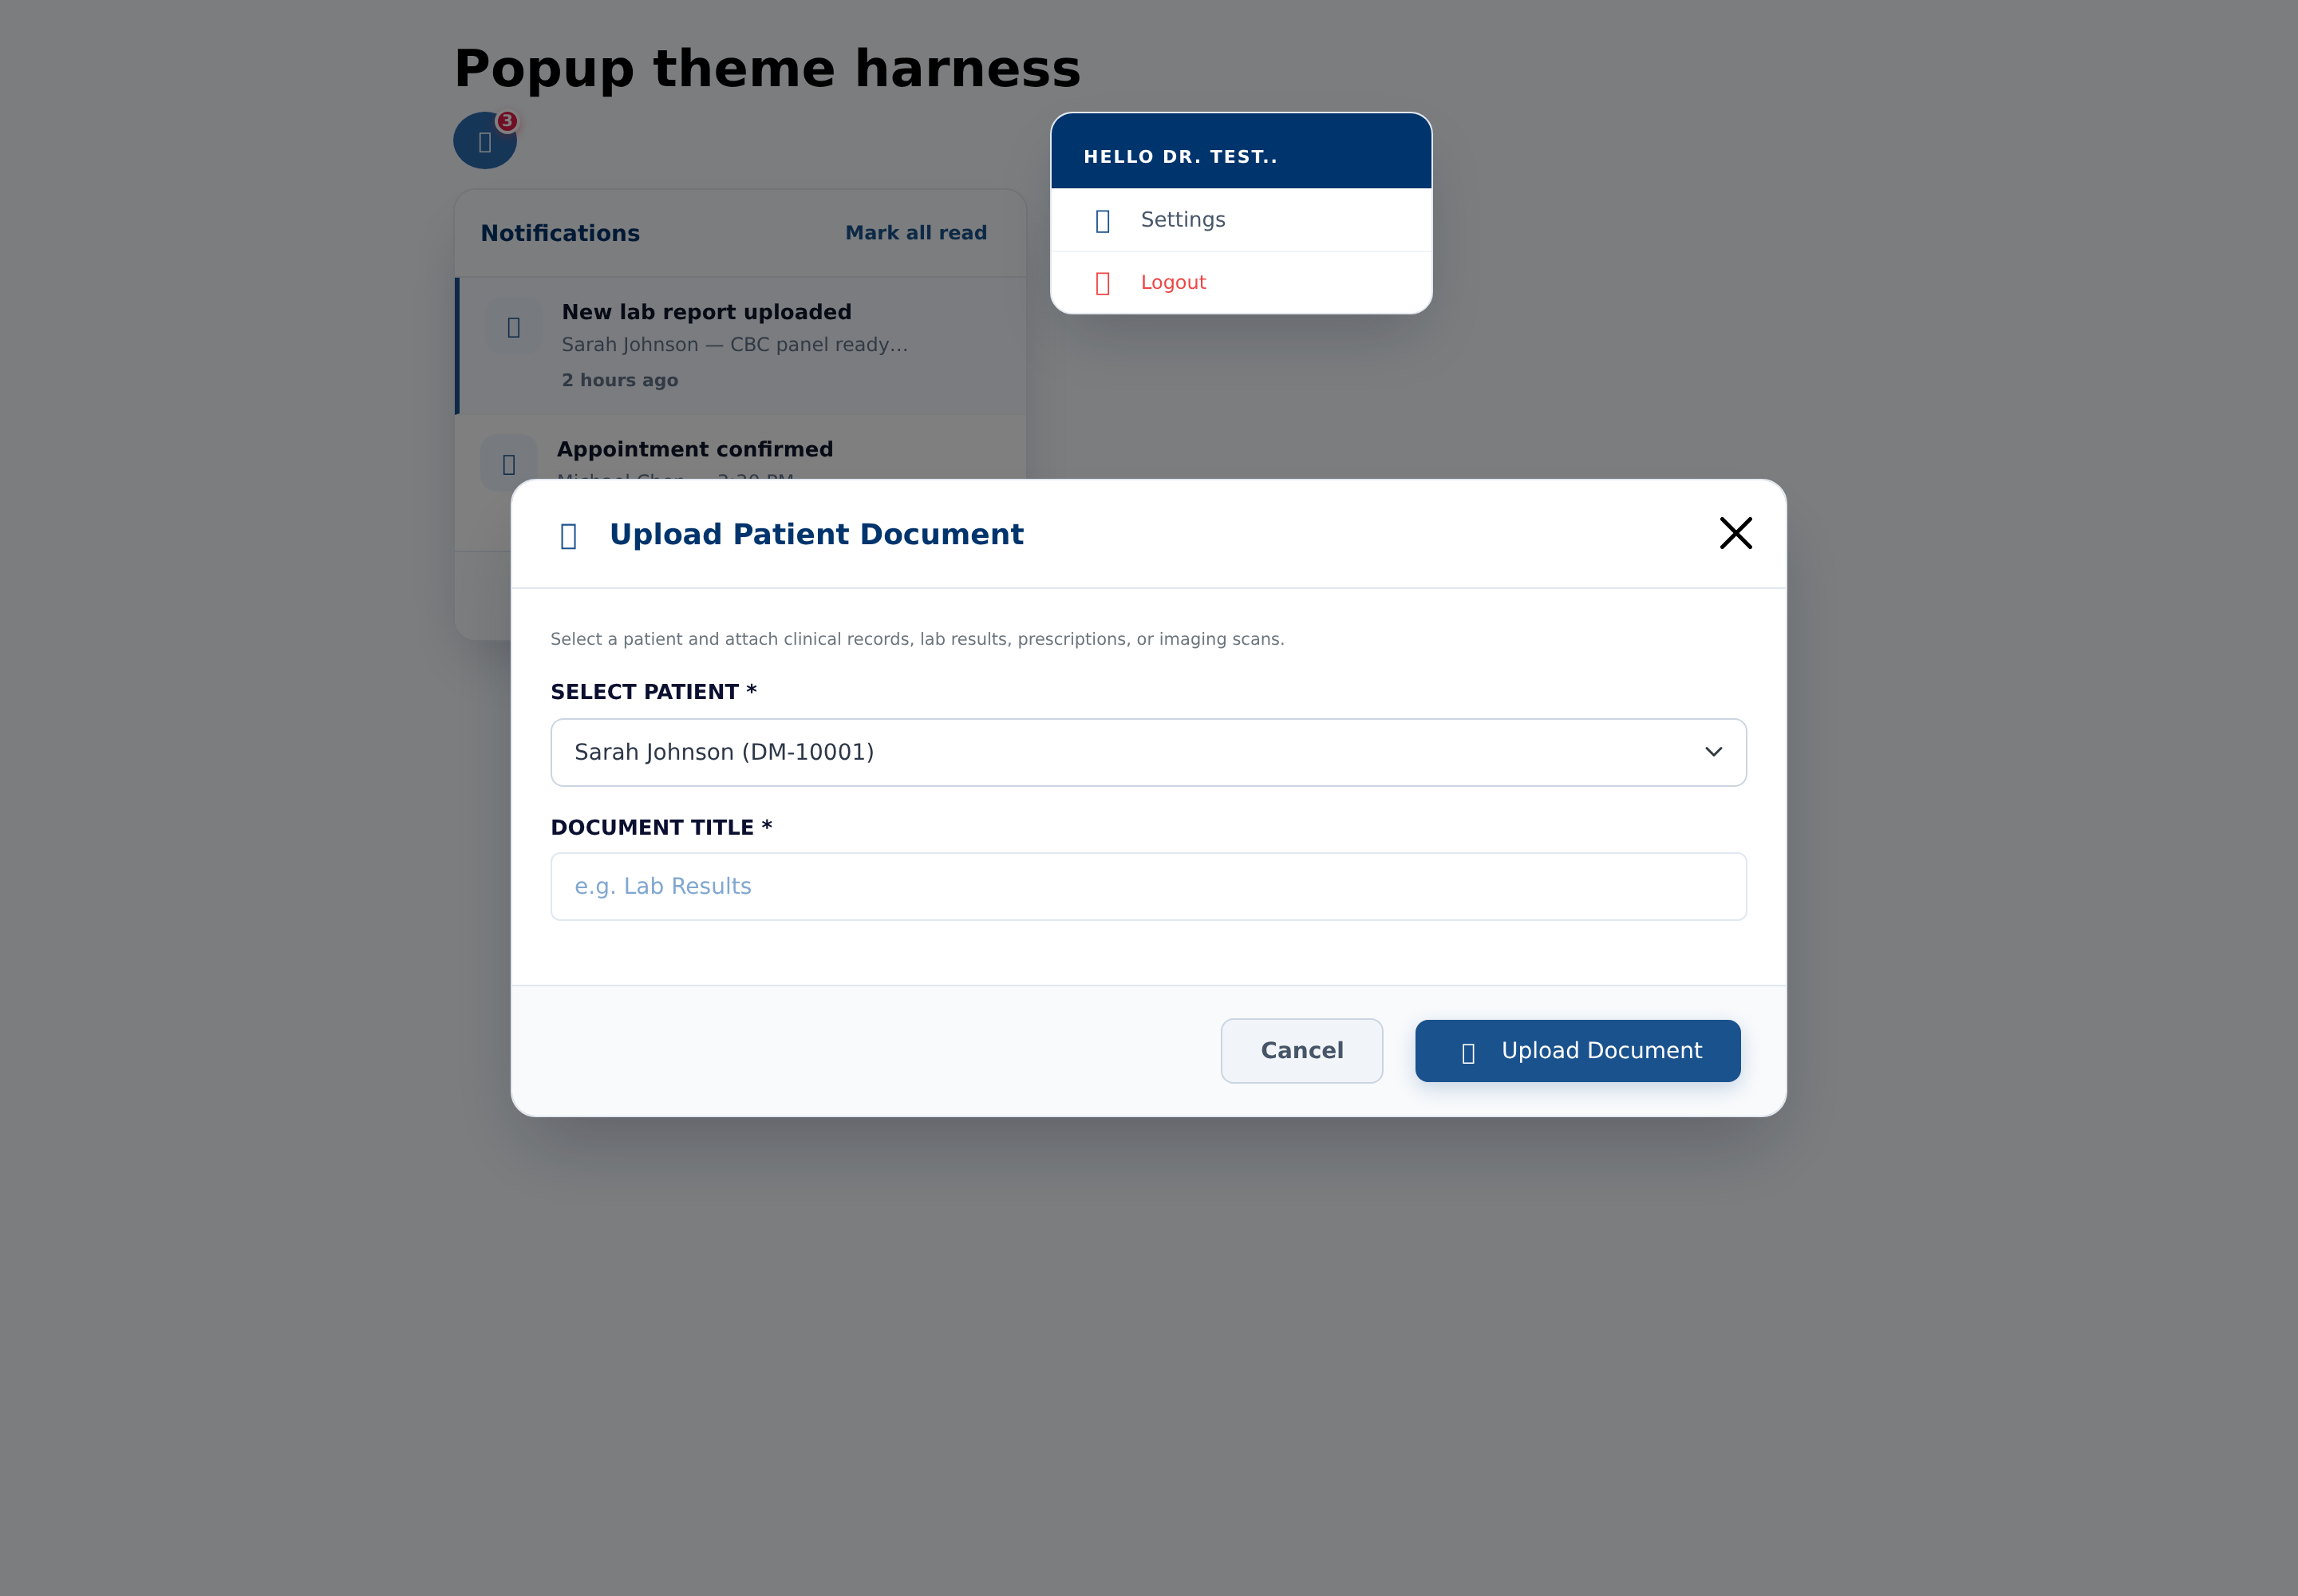 Popup theme harness
3
HELLO DR. TEST..
Settings
Logout
Notifications
Mark all read
New lab report uploaded
Sarah Johnson — CBC panel ready...
2 hours ago
Appointment confirmed
Upload Patient Document
Select a patient and attach clinical records, lab results, prescriptions, or imaging scans.
SELECT PATIENT *
Sarah Johnson (DM-10001)
DOCUMENT TITLE *
e.g. Lab Results
Cancel
Upload Document